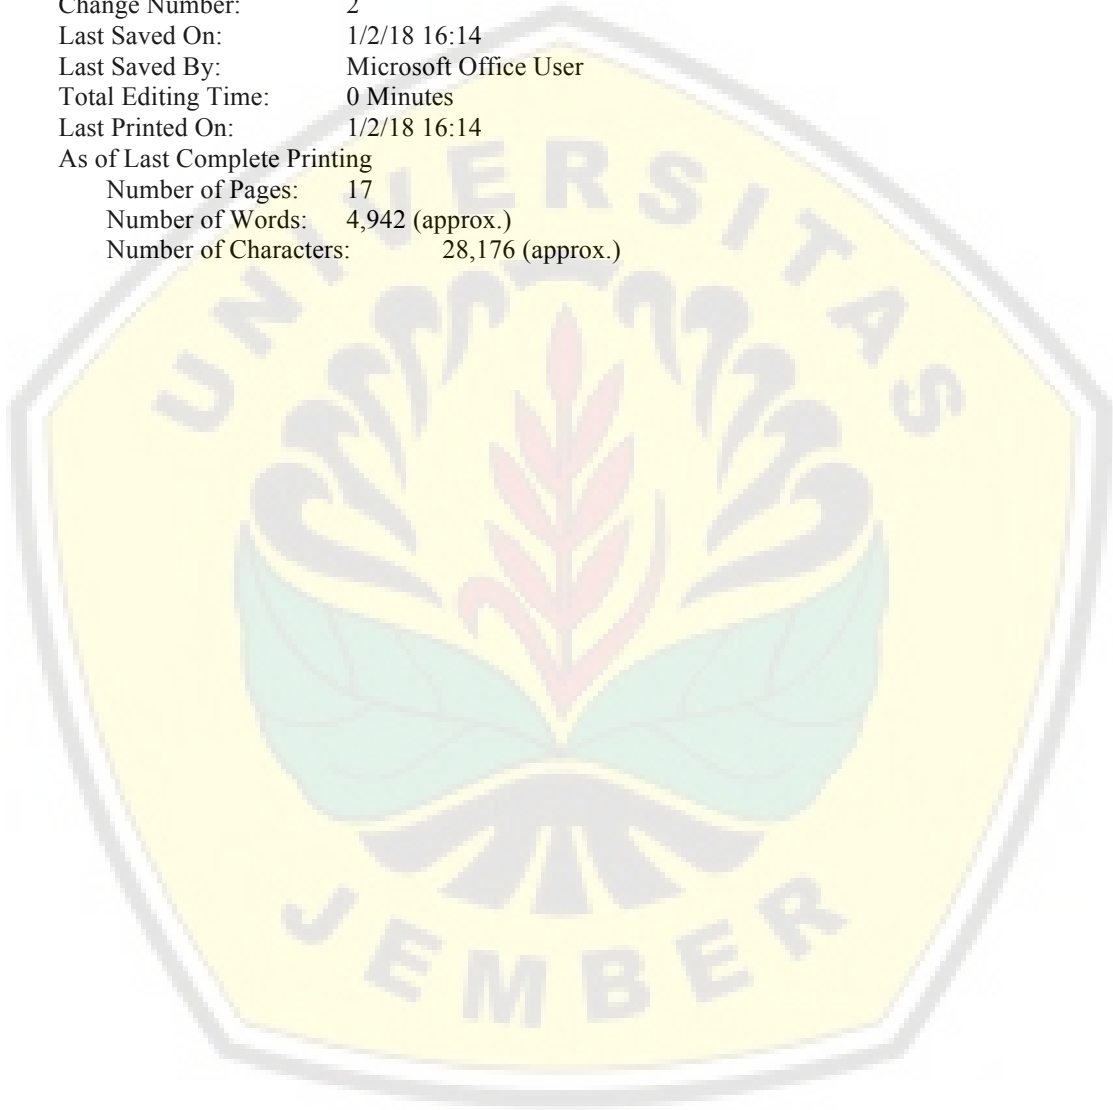 Change Number: 2
Last Saved On: 1/2/18 16:14
Last Saved By: Microsoft Office User
Total Editing Time: 0 Minutes
Last Printed On: 1/2/18 16:14
As of Last Complete Printing
Number of Pages: 17
Number of Words: 4,942 (approx.)
Number of Characters: 28,176 (approx.)
UNIVERSITAS
JEMBER